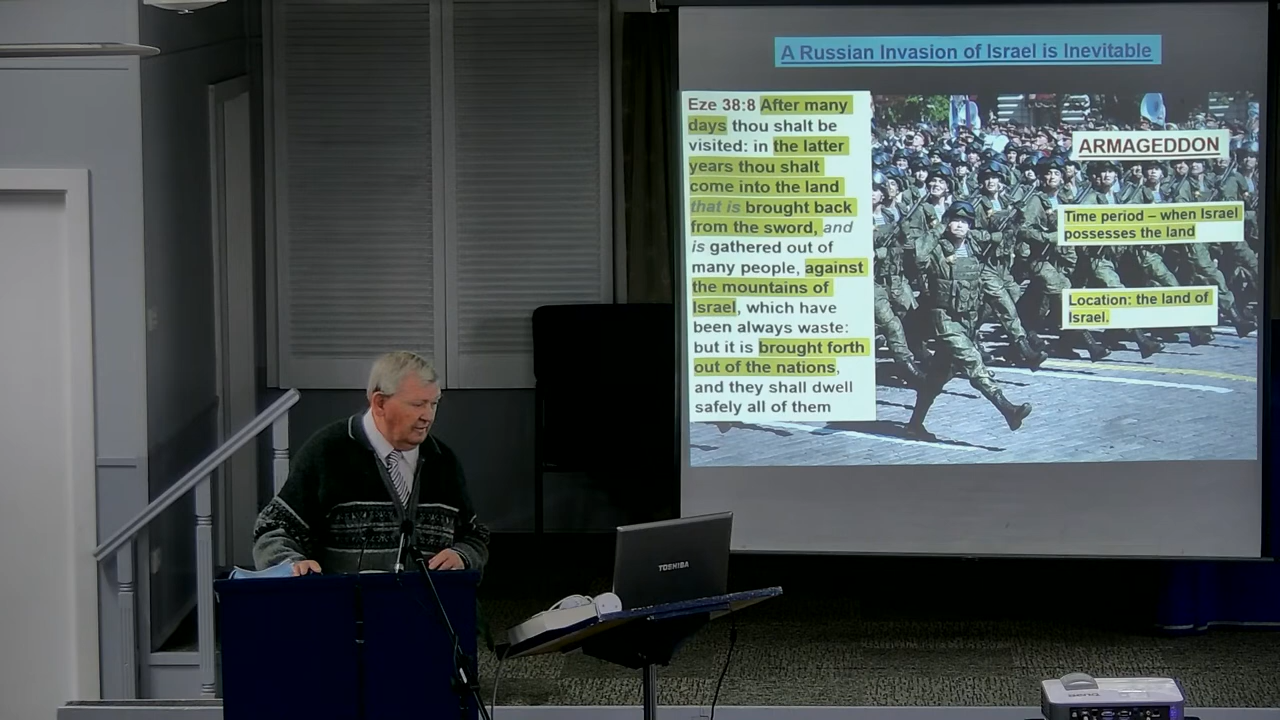 A Russian Invasion of Israel is Inevitable
Eze 38:8 After many
days thou shalt be
visited: in the latter
years thou shalt
come into the land
that is brought back
from the sword, and
is gathered out of
many people, against
the mountains of
Israel, which have
been always waste:
but it is brought forth
out of the nations,
and they shall dwell
safely all of them
ARMAGEDDON
Time period – when Israel
possesses the land
Location: the land of
Israel.
TOSHIBA